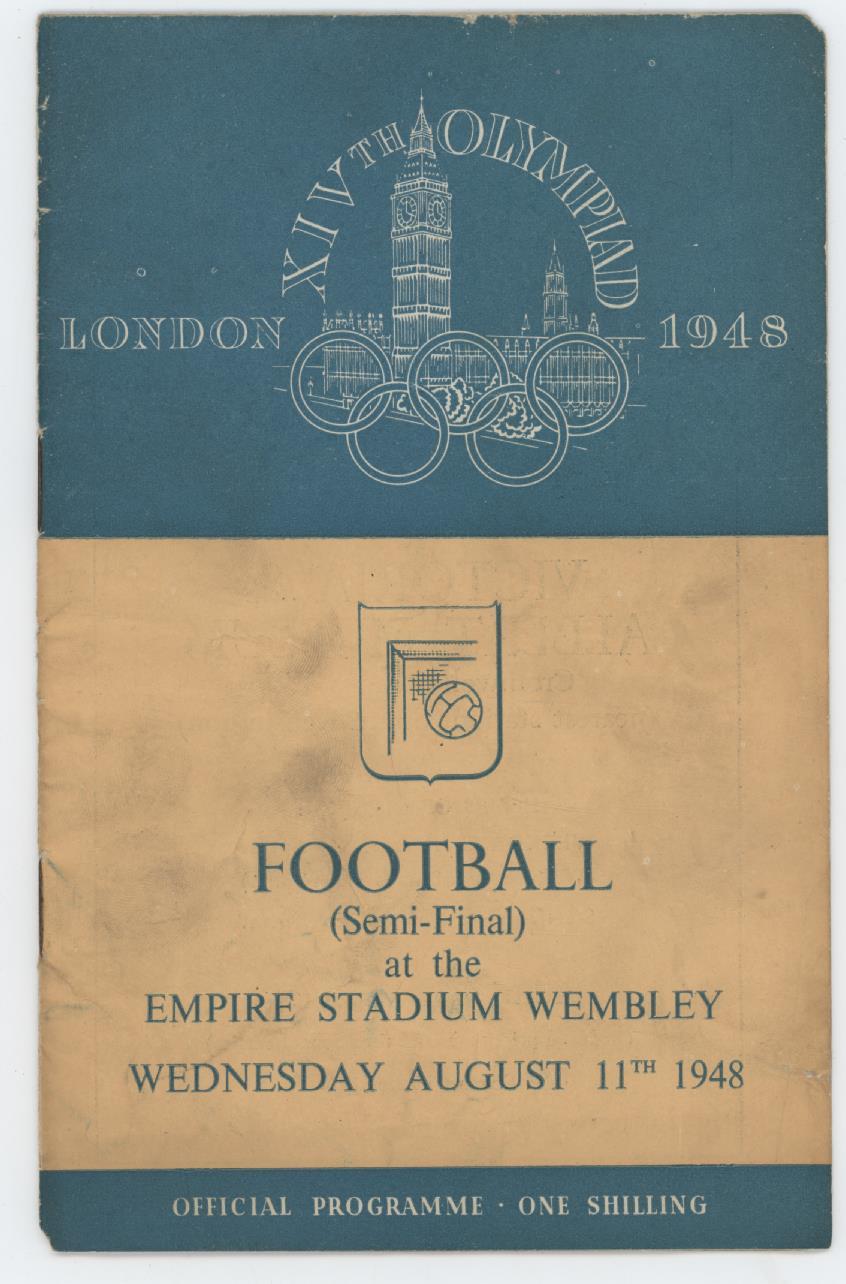 XIVTH OLYMPIAD
LONDON 1948
FOOTBALL
(Semi-Final)
at the
EMPIRE STADIUM WEMBLEY
WEDNESDAY AUGUST 11TH 1948
OFFICIAL PROGRAMME · ONE SHILLING